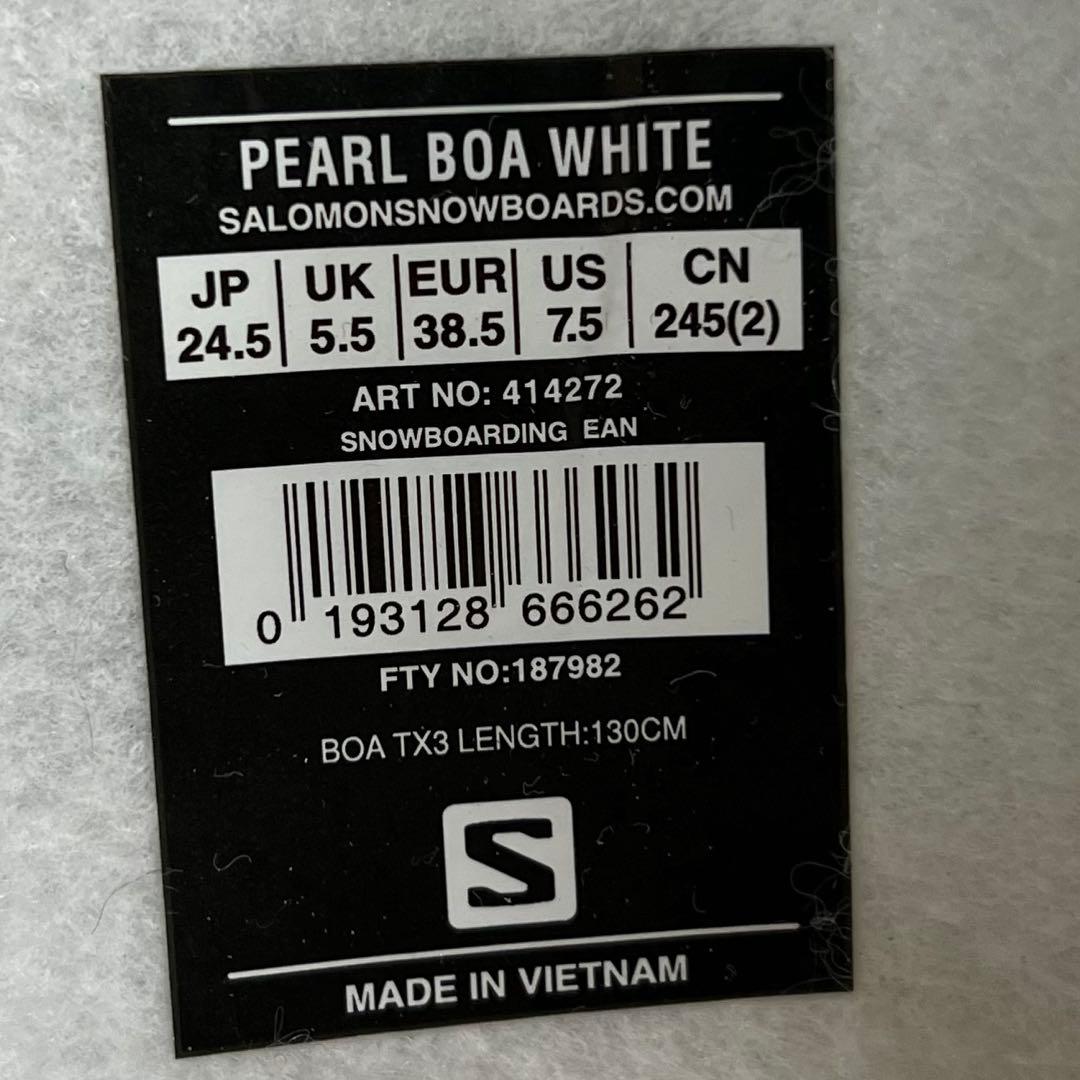 PEARL BOA WHITE
SALOMONSNOWBOARDS.COM
JP UK EUR US CN
24.5 5.5 38.5 7.5 245(2)
ART NO: 414272
SNOWBOARDING EAN
0 193128 666262
FTY NO:187982
BOA TX3 LENGTH:130CM
S
MADE IN VIETNAM